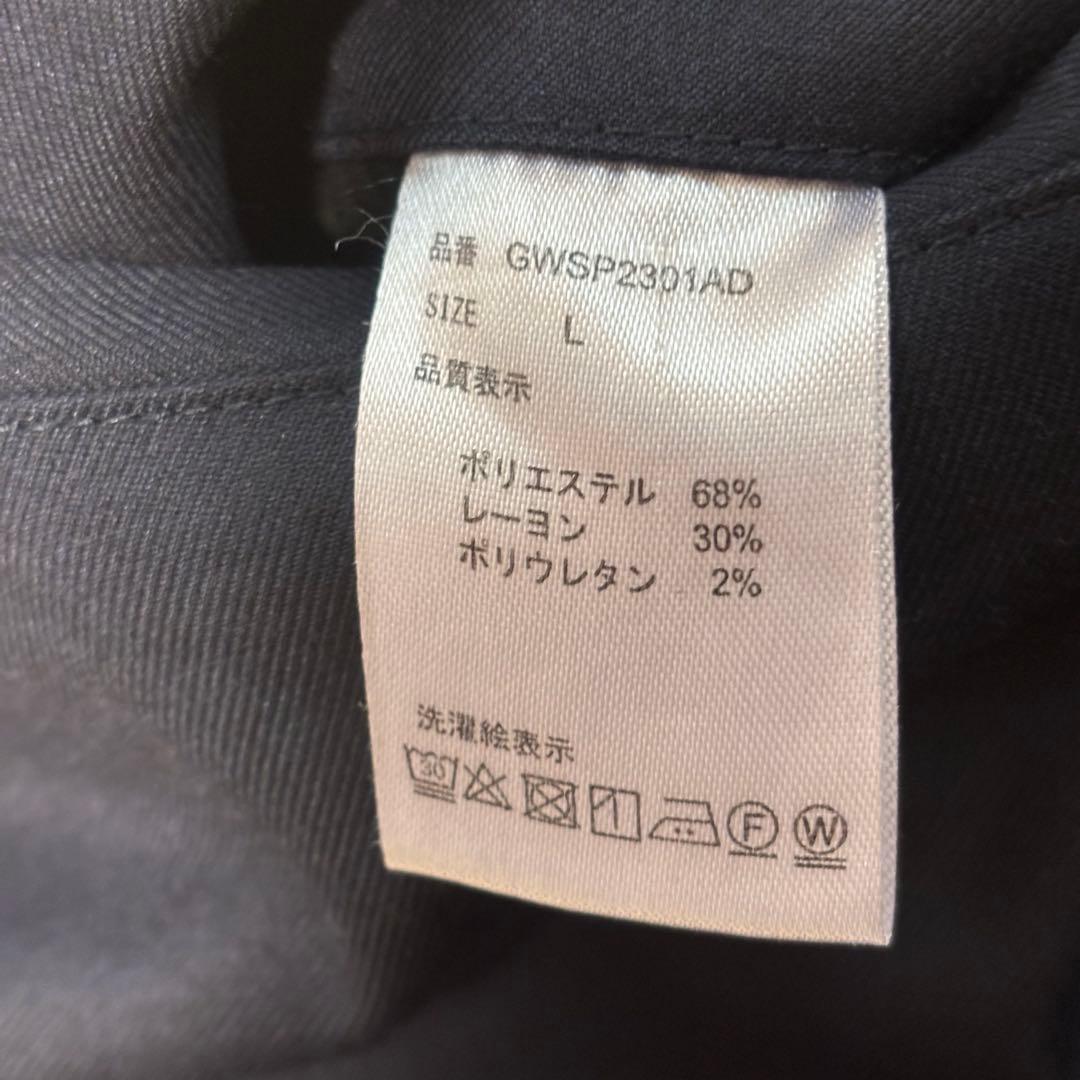 品番 GWSP2301AD
SIZE L
品質表示
ポリエステル 68%
レーヨン 30%
ポリウレタン 2%
洗濯絵表示
30 F W